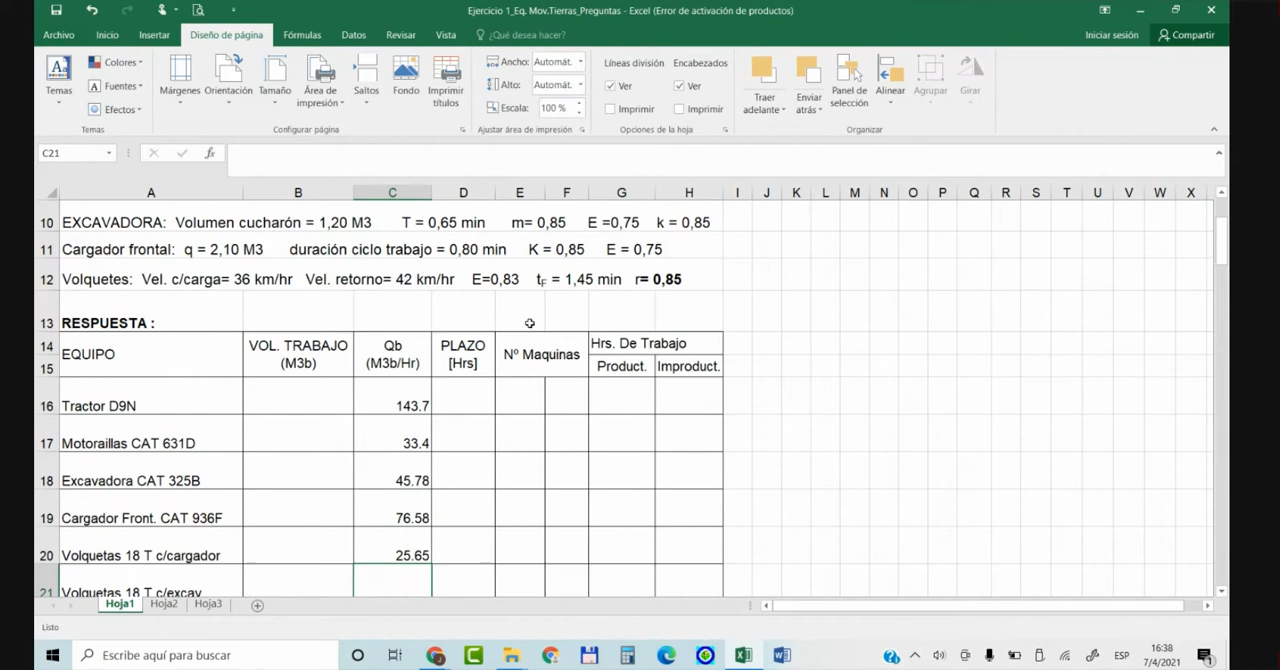 Ejercicio 1_Eq. Mov.Tierras_Preguntas - Excel (Error de activación de productos)
Archivo Inicio Insertar Diseño de página Fórmulas Datos Revisar Vista ¿Qué desea hacer? Iniciar sesión Compartir
Temas
Colores
Fuentes
Efectos
Temas
Márgenes Orientación Tamaño Área de impresión Saltos Fondo Imprimir títulos
Configurar página
Ancho: Automát.
Alto: Automát.
Escala: 100 %
Ajustar área de impresión
Líneas división Encabezados
Ver Ver
Imprimir Imprimir
Opciones de la hoja
Traer adelante Enviar atrás Panel de selección Alinear Agrupar Girar
Organizar
C21 fx
A B C D E F G H I J K L M N O P Q R S T U V W X
10 EXCAVADORA: Volumen cucharón = 1,20 M3 T = 0,65 min m= 0,85 E =0,75 k = 0,85
11 Cargador frontal: q = 2,10 M3 duración ciclo trabajo = 0,80 min K = 0,85 E = 0,75
12 Volquetes: Vel. c/carga= 36 km/hr Vel. retorno= 42 km/hr E=0,83 tF = 1,45 min r= 0,85
13 RESPUESTA :
14 EQUIPO VOL. TRABAJO (M3b) Qb (M3b/Hr) PLAZO [Hrs] Nº Maquinas Hrs. De Trabajo
15 Product. Improduct.
16 Tractor D9N 143.7
17 Motoraillas CAT 631D 33.4
18 Excavadora CAT 325B 45.78
19 Cargador Front. CAT 936F 76.58
20 Volquetas 18 T c/cargador 25.65
21 Volquetas 18 T c/excav
Hoja1 Hoja2 Hoja3
Listo
Escribe aquí para buscar
ESP
16:38
7/4/2021